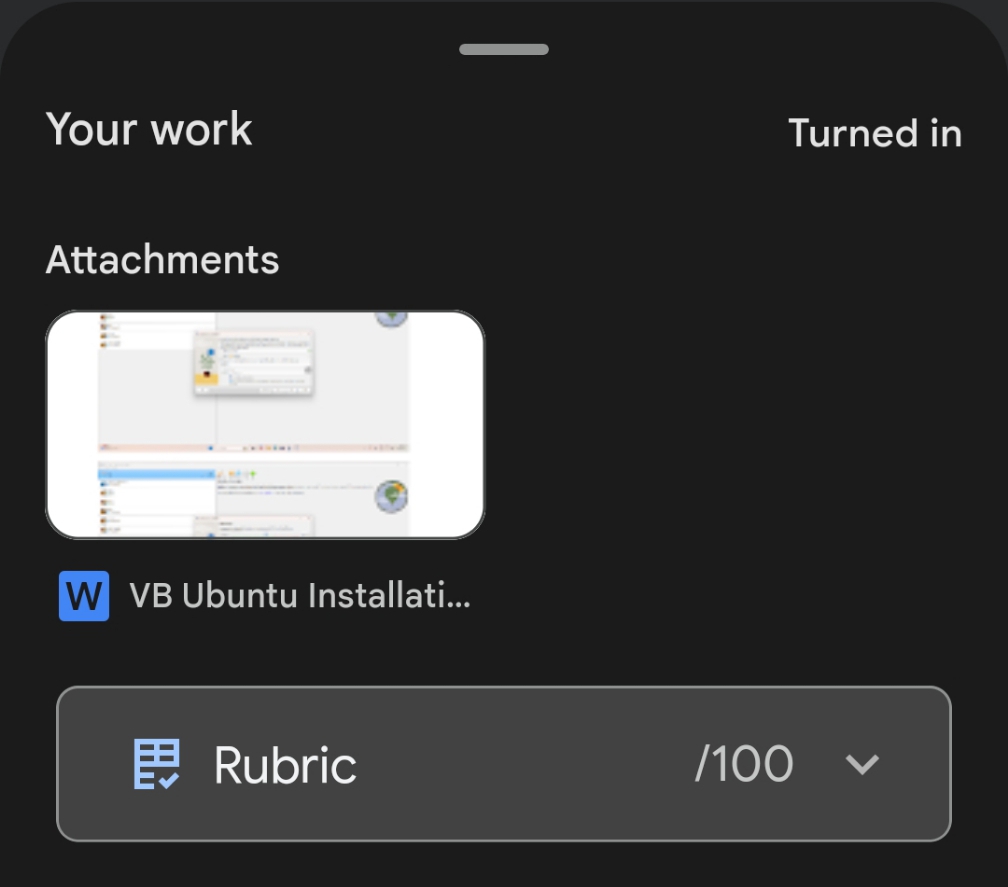 Your work
Turned in
Attachments
W VB Ubuntu Installati...
Rubric /100